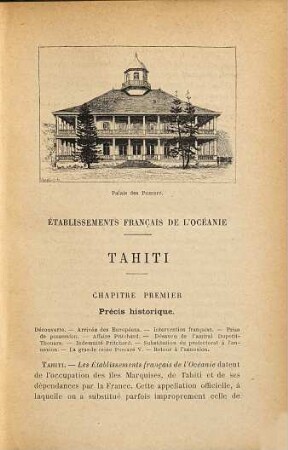 Palais des Pomaré.
ÉTABLISSEMENTS FRANÇAIS DE L'OCÉANIE
TAHITI
CHAPITRE PREMIER
Précis historique.
Découverte. — Arrivée des Européens. — Intervention française. — Prise
de possession. — Affaire Pritchard. — Désaveu de l'amiral Dupetit-
Thouars. — Indemnité Pritchard. — Substitution du protectorat à l'an-
nexion. — La grande reine Pomaré V. — Retour à l'annexion.
TAHITI. — Les Établissements français de l'Océanie datent
de l'occupation des îles Marquises, de Tahiti et de ses
dépendances par la France. Cette appellation officielle, à
laquelle on a substitué parfois improprement celle de